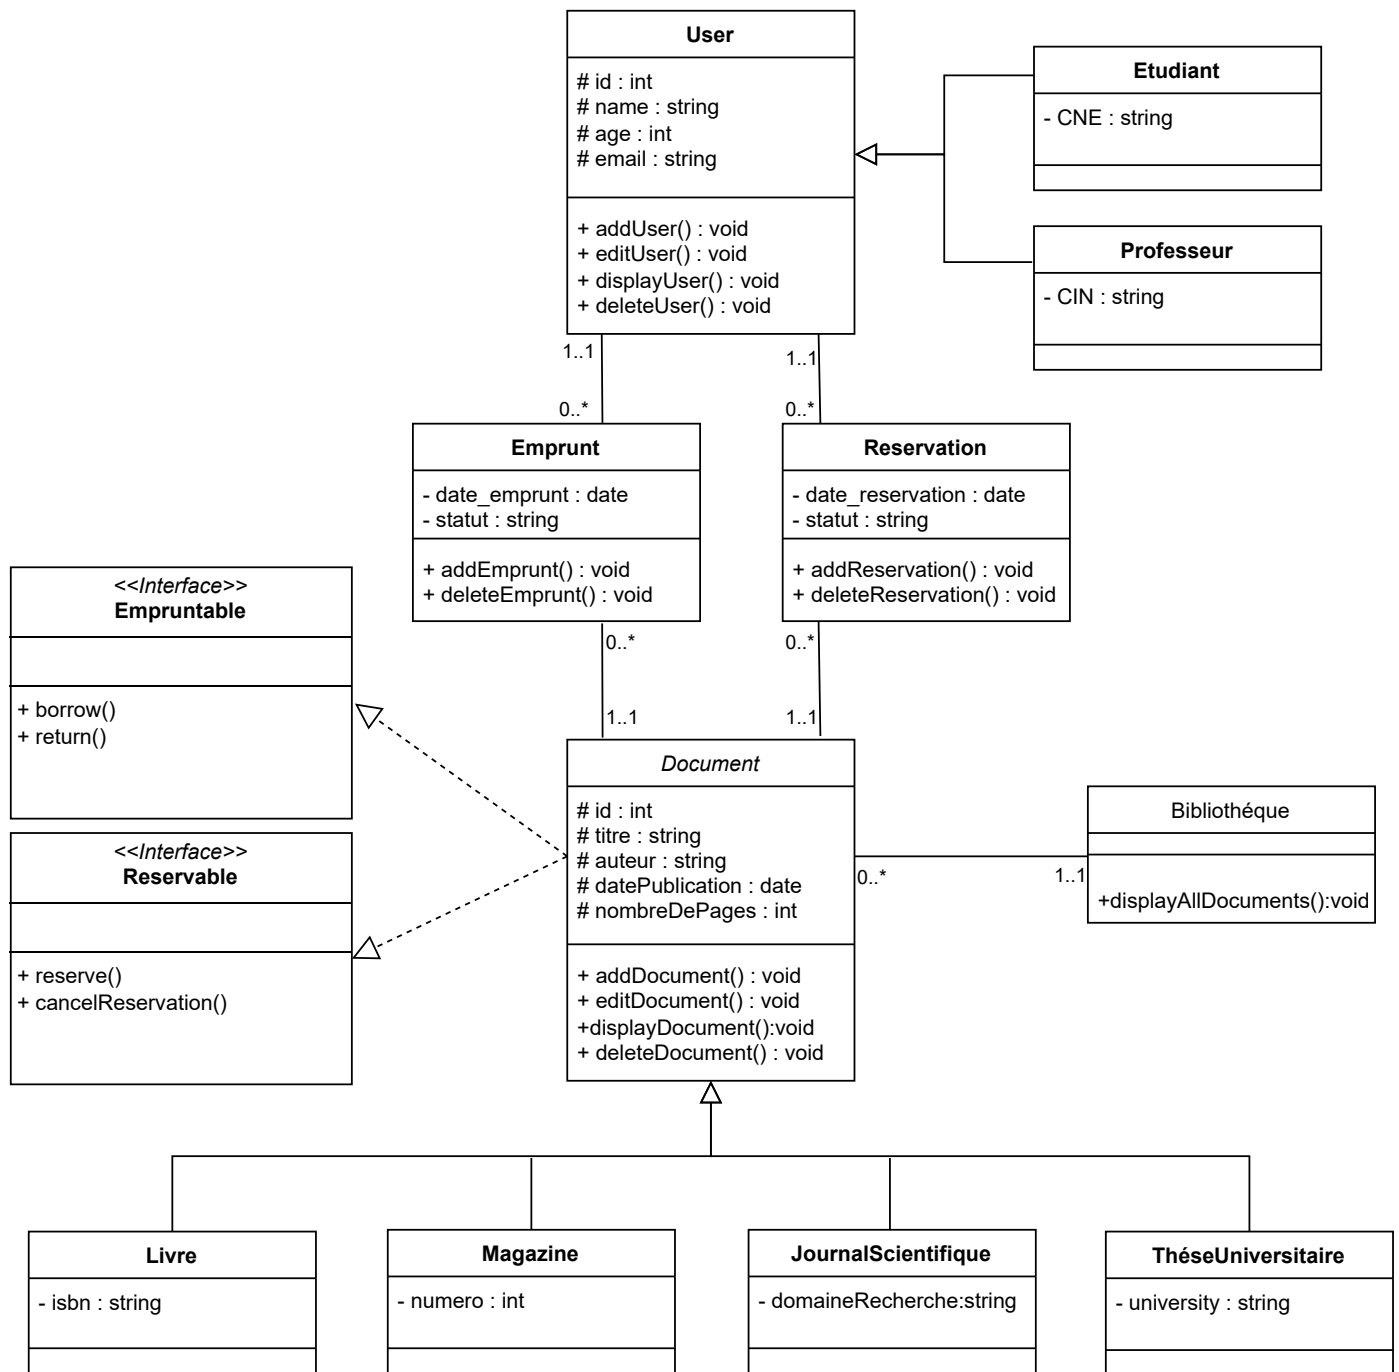 User
# id : int
# name : string
# age : int
# email : string
+ addUser() : void
+ editUser() : void
+ displayUser() : void
+ deleteUser() : void
Etudiant
- CNE : string
Professeur
- CIN : string
1..1
1..1
0..*
0..*
Emprunt
- date_emprunt : date
- statut : string
+ addEmprunt() : void
+ deleteEmprunt() : void
Reservation
- date_reservation : date
- statut : string
+ addReservation() : void
+ deleteReservation() : void
<<Interface>>
Empruntable
+ borrow()
+ return()
0..*
0..*
1..1
1..1
<<Interface>>
Reservable
+ reserve()
+ cancelReservation()
Document
# id : int
# titre : string
# auteur : string
# datePublication : date
# nombreDePages : int
+ addDocument() : void
+ editDocument() : void
+displayDocument():void
+ deleteDocument() : void
0..*
1..1
Bibliothéque
+displayAllDocuments():void
Livre
- isbn : string
Magazine
- numero : int
JournalScientifique
- domaineRecherche:string
ThéseUniversitaire
- university : string